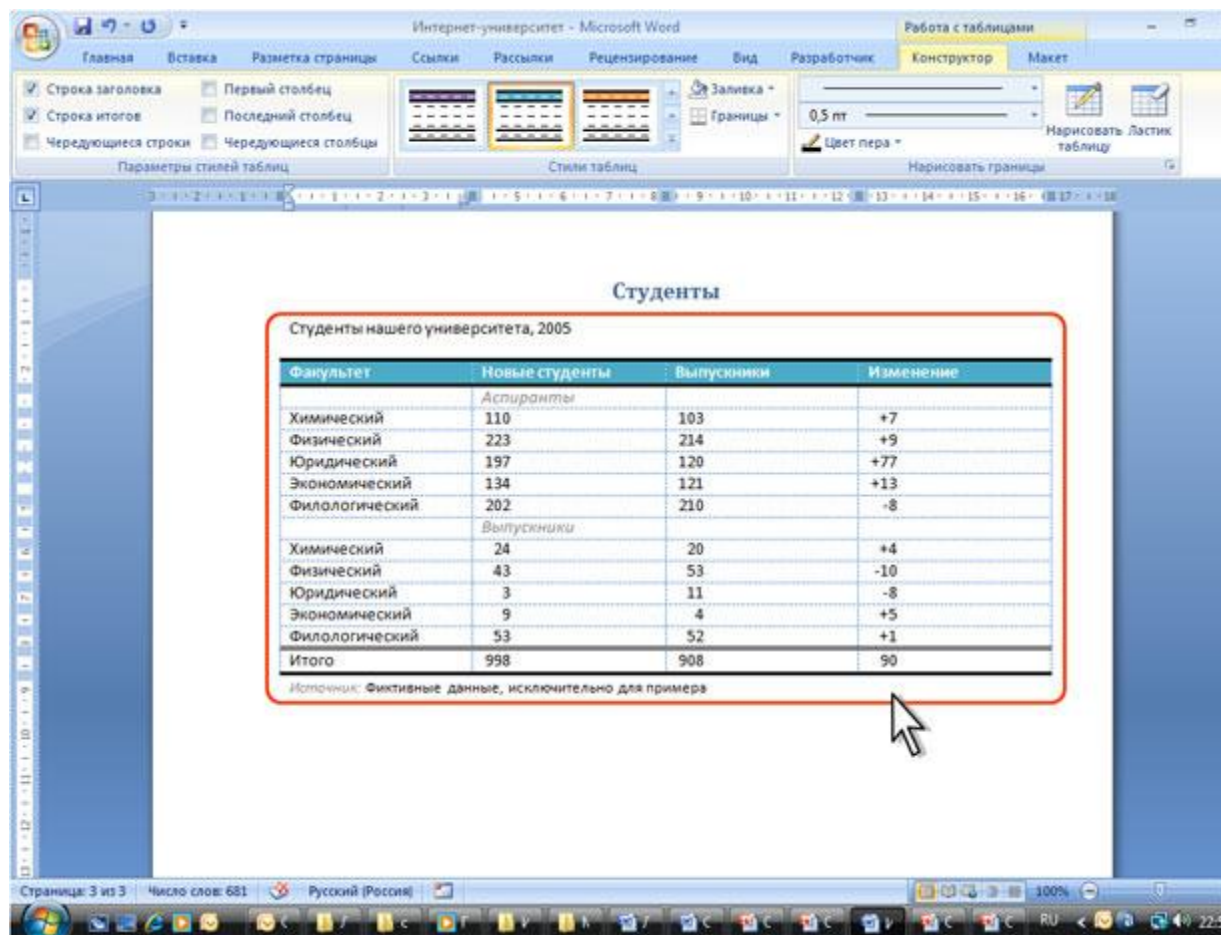 Интернет-университет - Microsoft Word
Работа с таблицами
Главная Вставка Разметка страницы Ссылки Рассылки Рецензирование Вид Разработчик Конструктор Макет
Строка заголовка Первый столбец Заливка
Строка итогов Последний столбец Границы 0,5 пт
Чередующиеся строки Чередующиеся столбцы Цвет пера Нарисовать таблицу Ластик
Параметры стилей таблиц Стили таблиц Нарисовать границы
Студенты
Студенты нашего университета, 2005
Факультет Новые студенты Выпускники Изменение
Аспиранты
Химический 110 103 +7
Физический 223 214 +9
Юридический 197 120 +77
Экономический 134 121 +13
Филологический 202 210 -8
Выпускники
Химический 24 20 +4
Физический 43 53 -10
Юридический 3 11 -8
Экономический 9 4 +5
Филологический 53 52 +1
Итого 998 908 90
Источник: Фиктивные данные, исключительно для примера
Страница: 3 из 3 Число слов: 681 Русский (Россия) 100%
RU